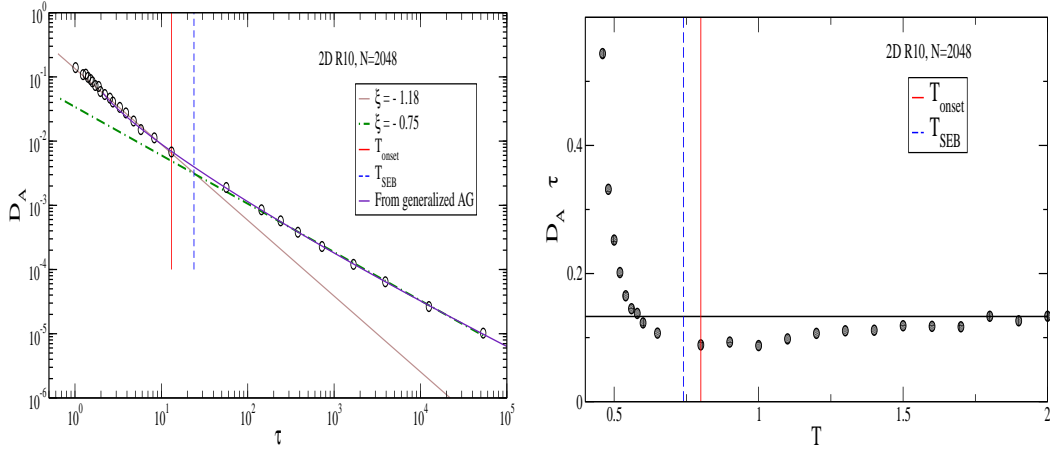 10^0
10^-1
10^-2
10^-3
10^-4
10^-5
10^-6
D_A
10^0
10^1
10^2
10^3
10^4
10^5
τ
2D R10, N=2048
ξ = - 1.18
ξ = - 0.75
T_onset
T_SEB
From generalized AG
0.4
0.2
0
D_A τ
0.5
1
1.5
2
T
2D R10, N=2048
T_onset
T_SEB